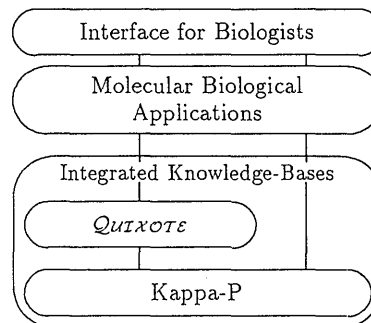 Interface for Biologists
Molecular Biological
Applications
Integrated Knowledge-Bases
QUIXOTE
Kappa-P